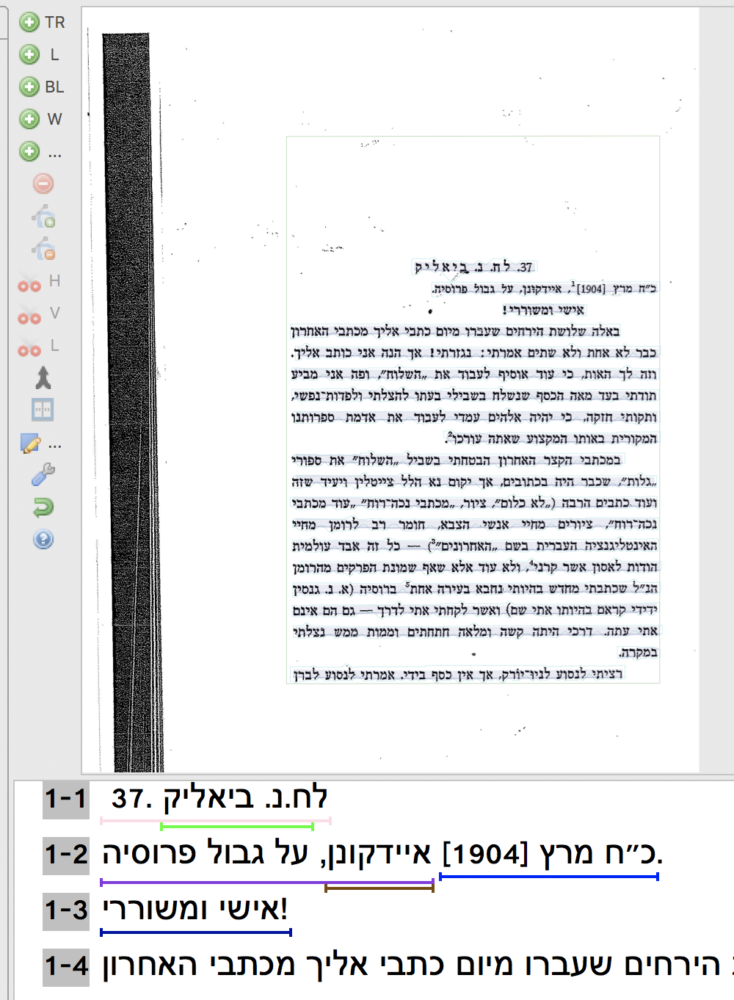 TR
L
BL
W
...
H
V
L
...
37. לח. נ. ביאליק
כ״ח מרץ [1904]¹, איידקונן, על גבול פרוסיה.
אישי ומשוררי!
באלה שלושת הירחים שעברו מיום כתבי אליך מכתבי האחרון
כבר לא אחת ולא שתים אמרתי: נגזרתי! אך הנה אני כותב אליך.
וזה לך האות, כי עוד אוסיף לעבוד את „השלוח״, ופה אני מביע
תודתי בעד מאה הכסף שנשלח בשבילי בעתו להצלתי ולפדות־נפשי,
ותקותי חזקה, כי יהיה אלהים עמדי לעבוד את אדמת ספרותנו
המקורית באותו המקצוע שאתה עורכו².
במכתבי הקצר האחרון הבטחתי בשביל „השלוח״ את ספורי
„גלות״, שכבר היה בכתובים, אך יקום נא הלל צייטלין ויעיד שזה
ועוד כתבים הרבה („לא כלום״, ציור, „מכתבי נכה־רוח״ „עוד מכתבי
נכה־רוח״, ציורים מחיי אנשי הצבא, חומר רב לרומן מחיי
האינטליגנציה העברית בשם „האחרונים״³) — כל זה אבד עולמית
הודות לאסון אשר קרני⁴, ולא עוד אלא שאף שמונת הפרקים מהרומן
הנ״ל שכתבתי מחדש בהיותי נחבא בעירה אחת⁵ ברוסיה (א. נ. גנסין
ידידי קראם בהיותו אתי שם) ואשר לקחתי אתי לדרך — גם הם אינם
אתי עתה. דרכי היתה קשה ומלאה חתחתים וממות ממש נצלתי
במקרה.
רציתי לנסוע לניו־יורק, אך אין כסף בידי. אמרתי לנסוע לברן
1-1 37. לח.נ. ביאליק
1-2 כ״ח מרץ [1904] איידקונן, על גבול פרוסיה.
1-3 אישי ומשוררי!
1-4 הירחים שעברו מיום כתבי אליך מכתבי האחרון